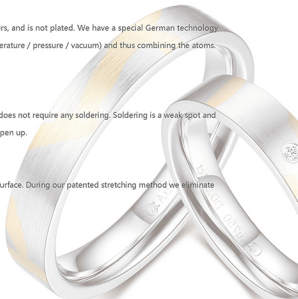 rs, and is not plated. We have a special German technology
erature / pressure / vacuum) and thus combining the atoms.
does not require any soldering. Soldering is a weak spot and
pen up.
urface. During our patented stretching method we eliminate